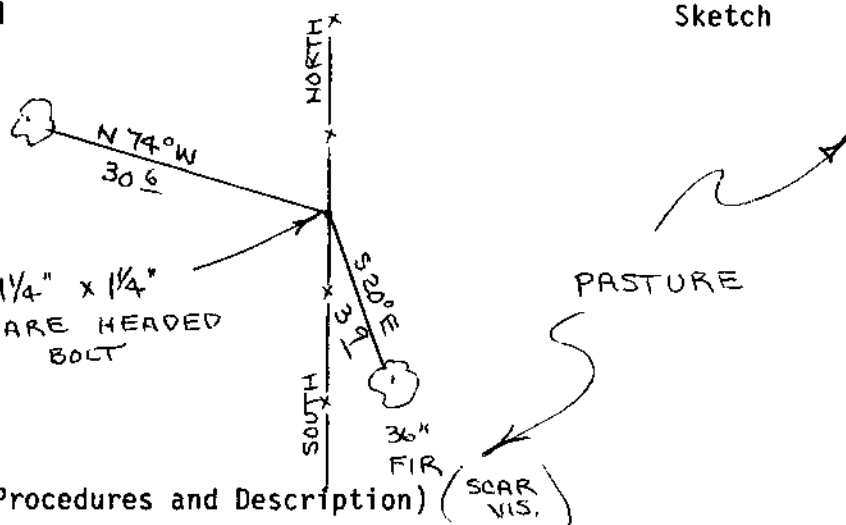 Sketch
NORTH
N 74°W
30 6
1¼" x 1¼"
ARE HEADED
BOLT
S 20° E
3 9
PASTURE
SOUTH
36"
FIR
(SCAR
VIS.)
Procedures and Description)